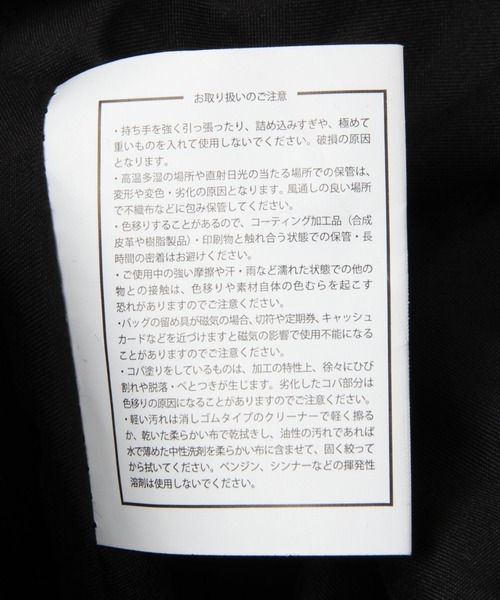 お取り扱いのご注意
・持ち手を強く引っ張ったり、詰め込みすぎや、極めて
重いものを入れて使用しないでください。破損の原因
となります。
・高温多湿の場所や直射日光の当たる場所での保管は、
変形や変色・劣化の原因となります。風通しの良い場所
で不織布などに包み保管してください。
・色移りすることがあるので、コーティング加工品（合成
皮革や樹脂製品）・印刷物と触れ合う状態での保管・長
時間の密着はお避けください。
・ご使用中の強い摩擦や汗・雨など濡れた状態での他の
物との接触は、色移りや素材自体の色むらを起こす
恐れがありますのでご注意ください。
・バッグの留め具が磁気の場合、切符や定期券、キャッシュ
カードなどを近づけますと磁気の影響で使用不能になる
ことがありますのでご注意ください。
・コバ塗りをしているものは、加工の特性上、徐々にひび
割れや脱落・べとつきが生じます。劣化したコバ部分は
色移りの原因になることがありますのでご注意ください。
・軽い汚れは消しゴムタイプのクリーナーで軽く擦る
か、乾いた柔らかい布で乾拭きし、油性の汚れであれば
水で薄めた中性洗剤を柔らかい布に含ませて、固く絞って
から拭いてください。ベンジン、シンナーなどの揮発性
溶剤は使用しないでください。